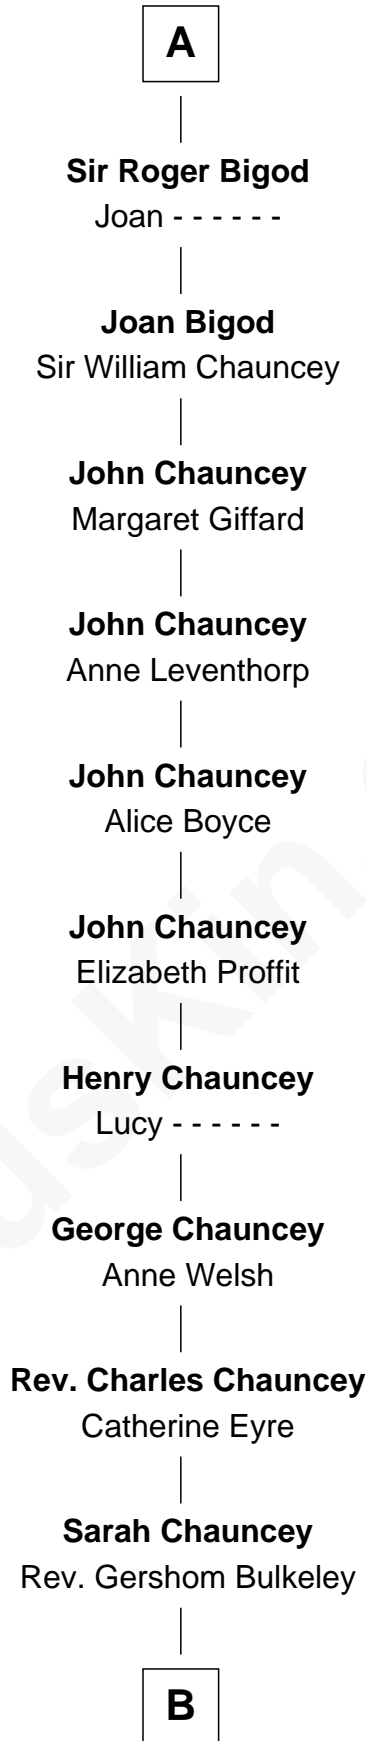 A
Sir Roger Bigod
Joan - - - - - -
Joan Bigod
Sir William Chauncey
John Chauncey
Margaret Giffard
John Chauncey
Anne Leventhorp
John Chauncey
Alice Boyce
John Chauncey
Elizabeth Proffit
Henry Chauncey
Lucy - - - - - -
George Chauncey
Anne Welsh
Rev. Charles Chauncey
Catherine Eyre
Sarah Chauncey
Rev. Gershom Bulkeley
B